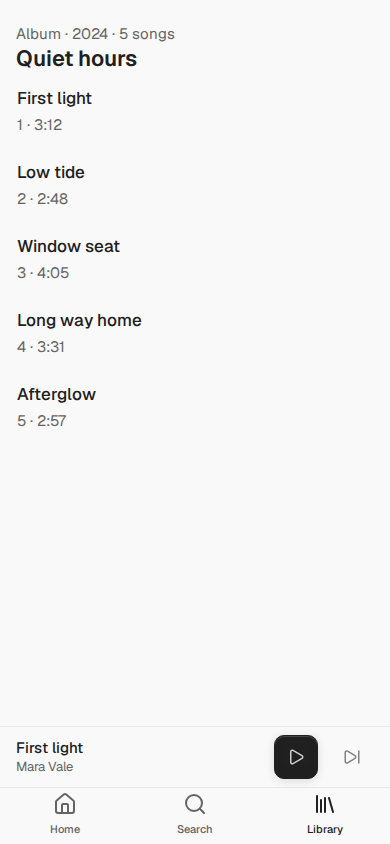 Album · 2024 · 5 songs
Quiet hours
First light
1 · 3:12
Low tide
2 · 2:48
Window seat
3 · 4:05
Long way home
4 · 3:31
Afterglow
5 · 2:57
First light
Mara Vale
Home
Search
Library